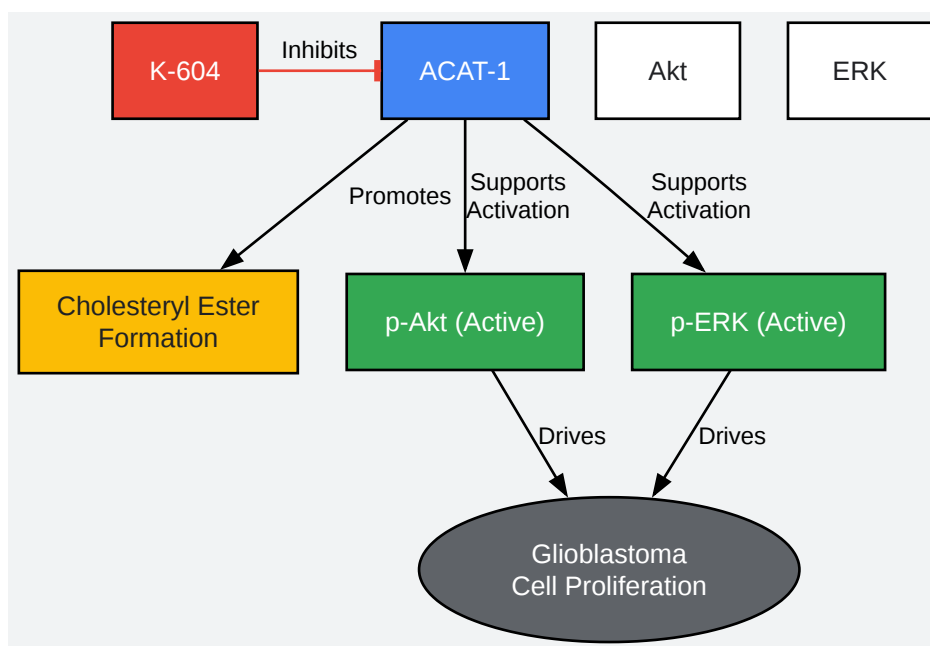 Inhibits
K-604
ACAT-1
Akt
ERK
Promotes
Supports
Activation
Supports
Activation
Cholesteryl Ester
Formation
p-Akt (Active)
p-ERK (Active)
Drives
Drives
Glioblastoma
Cell Proliferation